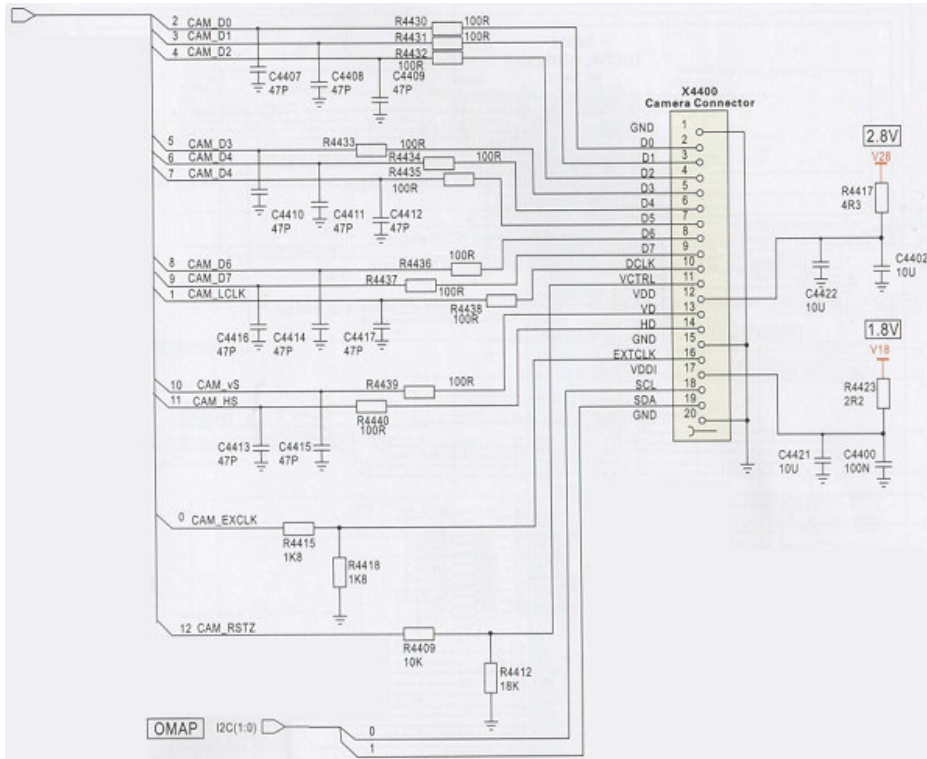 2 CAM_D0
3 CAM_D1
4 CAM_D2
R4430 100R
R4431 100R
R4432
100R
C4407
47P
C4408
47P
C4409
47P
X4400
Camera Connector
GND 1
D0 2
D1 3
D2 4
D3 5
D4 6
D5 7
D6 8
D7 9
DCLK 10
VCTRL 11
VDD 12
VD 13
HD 14
GND 15
EXTCLK 16
VDDI 17
SCL 18
SDA 19
GND 20
2.8V
V28
R4417
4R3
C4422
10U
C4402
10U
1.8V
V18
R4423
2R2
C4421
10U
C4400
100N
5 CAM_D3
6 CAM_D4
7 CAM_D4
R4433 100R
R4434 100R
R4435
100R
C4410
47P
C4411
47P
C4412
47P
8 CAM_D6
9 CAM_D7
1 CAM_LCLK
R4436 100R
R4437 100R
R4438
100R
C4416
47P
C4414
47P
C4417
47P
10 CAM_vS
11 CAM_HS
R4439 100R
R4440
100R
C4413
47P
C4415
47P
0 CAM_EXCLK
R4415
1K8
R4418
1K8
12 CAM_RSTZ
R4409
10K
R4412
18K
OMAP I2C(1:0)
0
1